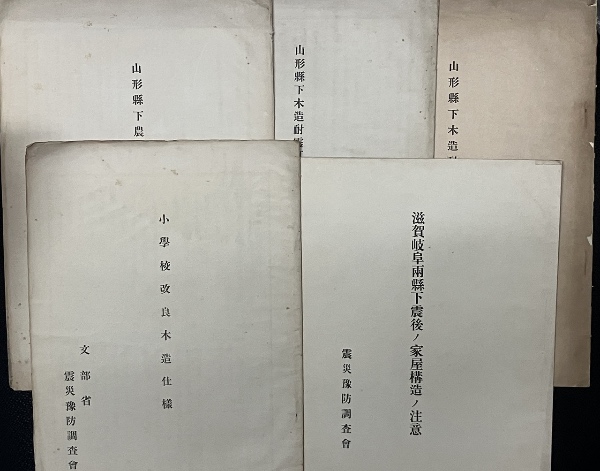 山形縣下木造
山形縣下木造耐震
山形縣下農
滋賀岐阜兩縣下震後ノ家屋構造ノ注意
震災豫防調査會
小學校改良木造仕樣
文部省
震災豫防調査會